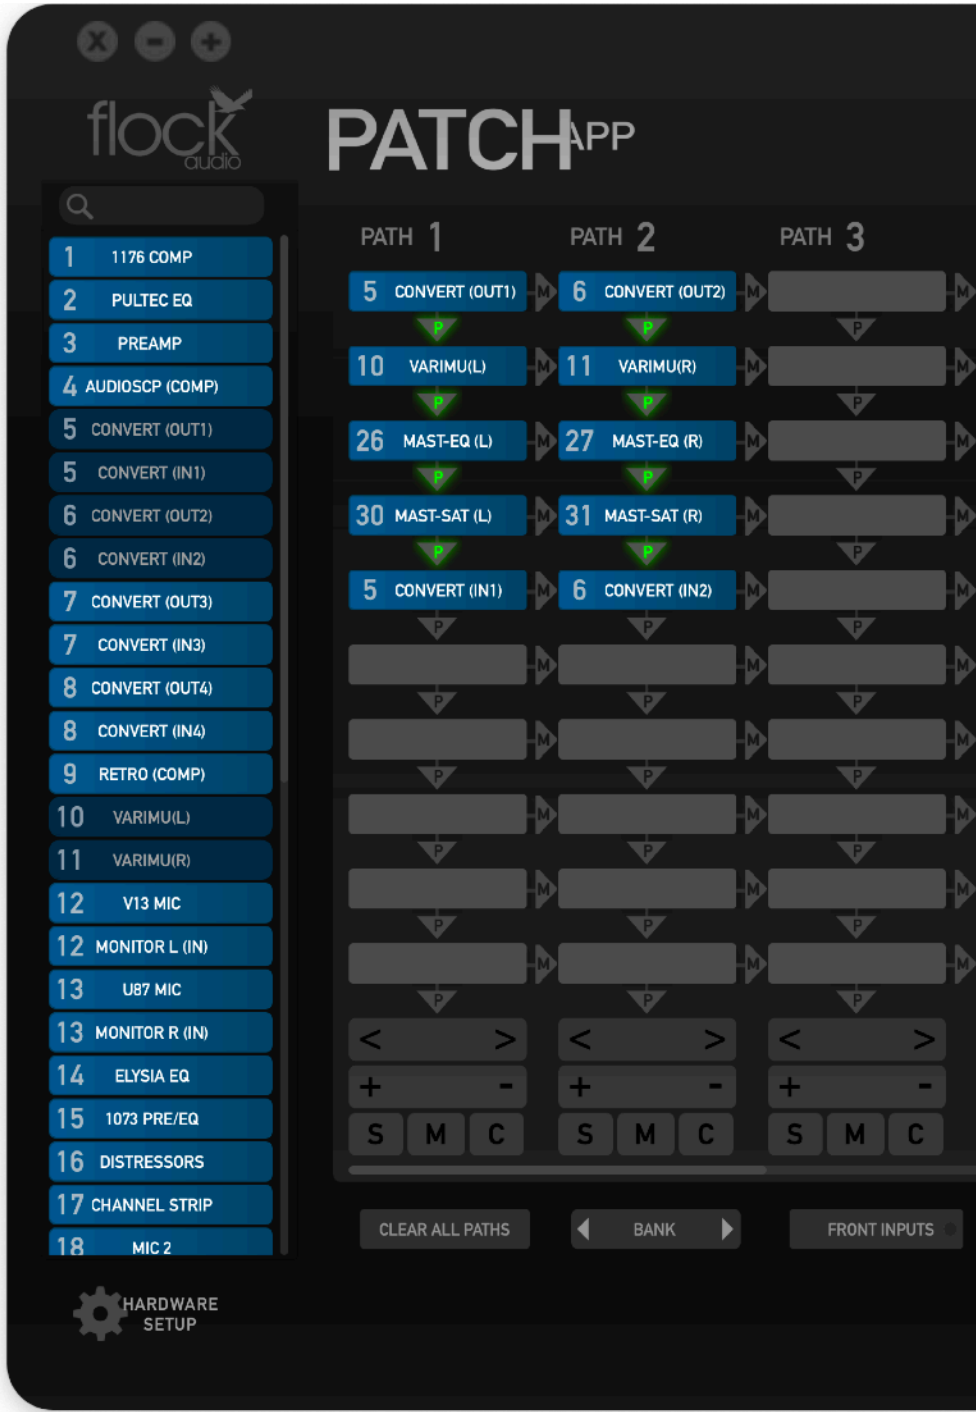 X - +
flock
audio
PATCH APP
1 1176 COMP
2 PULTEC EQ
3 PREAMP
4 AUDIOSCP (COMP)
5 CONVERT (OUT1)
5 CONVERT (IN1)
6 CONVERT (OUT2)
6 CONVERT (IN2)
7 CONVERT (OUT3)
7 CONVERT (IN3)
8 CONVERT (OUT4)
8 CONVERT (IN4)
9 RETRO (COMP)
10 VARIMU(L)
11 VARIMU(R)
12 V13 MIC
12 MONITOR L (IN)
13 U87 MIC
13 MONITOR R (IN)
14 ELYSIA EQ
15 1073 PRE/EQ
16 DISTRESSORS
17 CHANNEL STRIP
18 MIC 2
HARDWARE
SETUP
PATH 1 PATH 2 PATH 3
5 CONVERT (OUT1) M 6 CONVERT (OUT2) M M
P P P
10 VARIMU(L) M 11 VARIMU(R) M M
P P P
26 MAST-EQ (L) M 27 MAST-EQ (R) M M
P P P
30 MAST-SAT (L) M 31 MAST-SAT (R) M M
P P P
5 CONVERT (IN1) M 6 CONVERT (IN2) M M
P P P
M M M
P P P
M M M
P P P
M M M
P P P
M M M
P P P
M M M
P P P
< > < > < >
+ - + - + -
S M C S M C S M C
CLEAR ALL PATHS BANK FRONT INPUTS